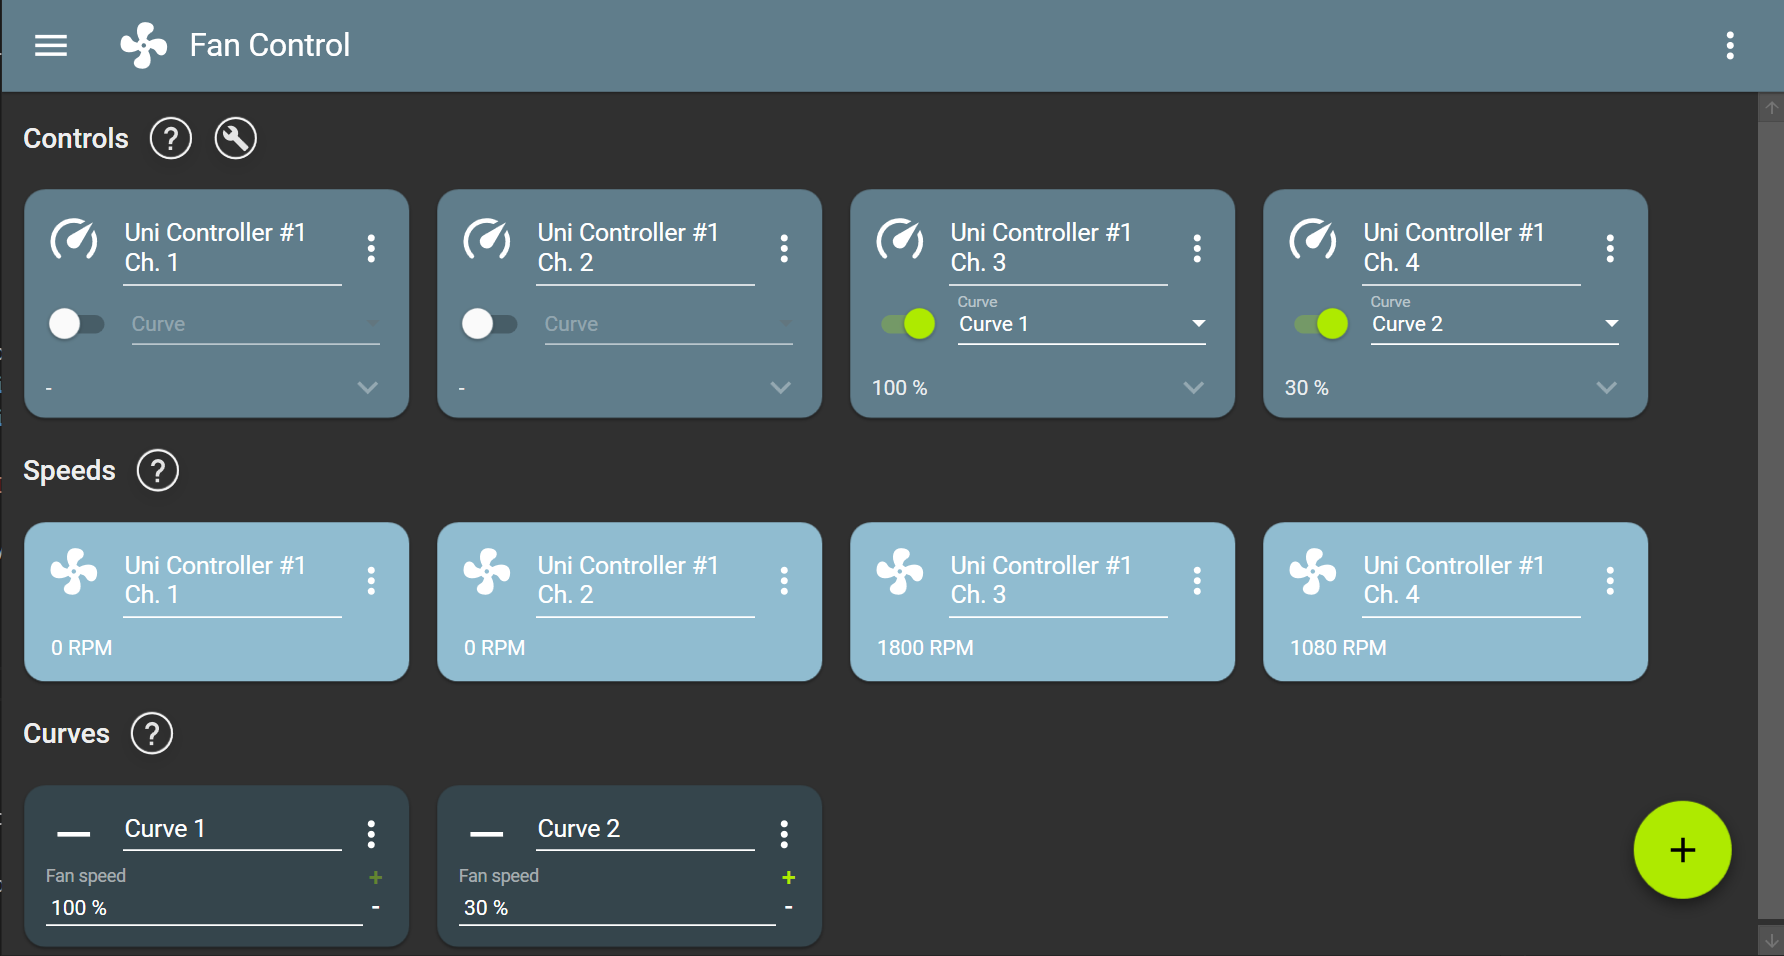 Fan Control
Controls ?
Uni Controller #1
Ch. 1
Curve
-
Uni Controller #1
Ch. 2
Curve
-
Uni Controller #1
Ch. 3
Curve
Curve 1
100 %
Uni Controller #1
Ch. 4
Curve
Curve 2
30 %
Speeds ?
Uni Controller #1
Ch. 1
0 RPM
Uni Controller #1
Ch. 2
0 RPM
Uni Controller #1
Ch. 3
1800 RPM
Uni Controller #1
Ch. 4
1080 RPM
Curves ?
Curve 1
Fan speed +
100 % -
Curve 2
Fan speed +
30 % -
+